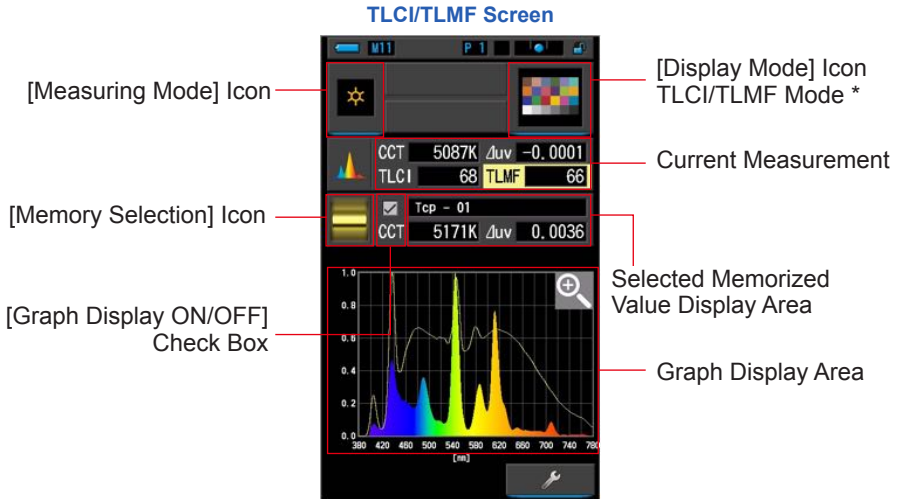 TLCI/TLMF Screen
M11 P 1
[Measuring Mode] Icon
[Display Mode] Icon
TLCI/TLMF Mode *
CCT 5087K ⊿uv -0.0001
TLCI 68 TLMF 66
Current Measurement
[Memory Selection] Icon
Tcp - 01
CCT 5171K ⊿uv 0.0036
Selected Memorized
Value Display Area
[Graph Display ON/OFF]
Check Box
Graph Display Area
1.0
0.8
0.6
0.4
0.2
0.0
380 420 460 500 540 580 620 660 700 740 780
[nm]